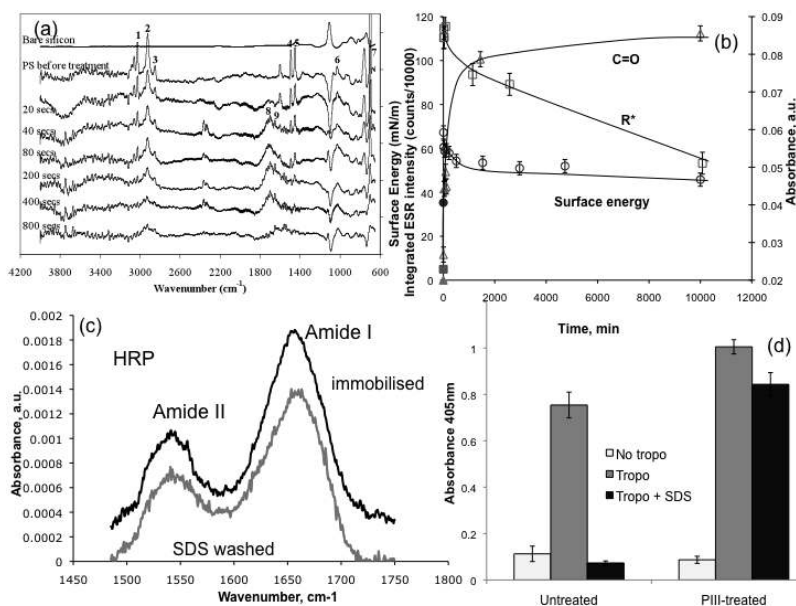 (a)
Bare silicon
PS before treatment
20 secs
40 secs
80 secs
200 secs
400 secs
800 secs
1
2
3
4 5
6
7
8
9
4200 3600 3000 2400 1800 1200 600
Wavenumber (cm-1)
(b)
Surface Energy (mN/m)
Integrated ESR intensity (counts/10000)
120
100
80
60
40
20
0
C=O
R*
Surface energy
0 2000 4000 6000 8000 10000 12000
Time, min
0.09
0.08
0.07
0.06
0.05
0.04
0.03
0.02
Absorbance, a.u.
(c)
HRP
Amide I
immobilised
Amide II
SDS washed
0.002
0.0018
0.0016
0.0014
0.0012
0.001
0.0008
0.0006
0.0004
0.0002
0
Absorbance, a.u.
1450 1500 1550 1600 1650 1700 1750 1800
Wavenumber, cm-1
(d)
Absorbance 405nm
1
0.8
0.6
0.4
0.2
0
No tropo
Tropo
Tropo + SDS
Untreated PIII-treated